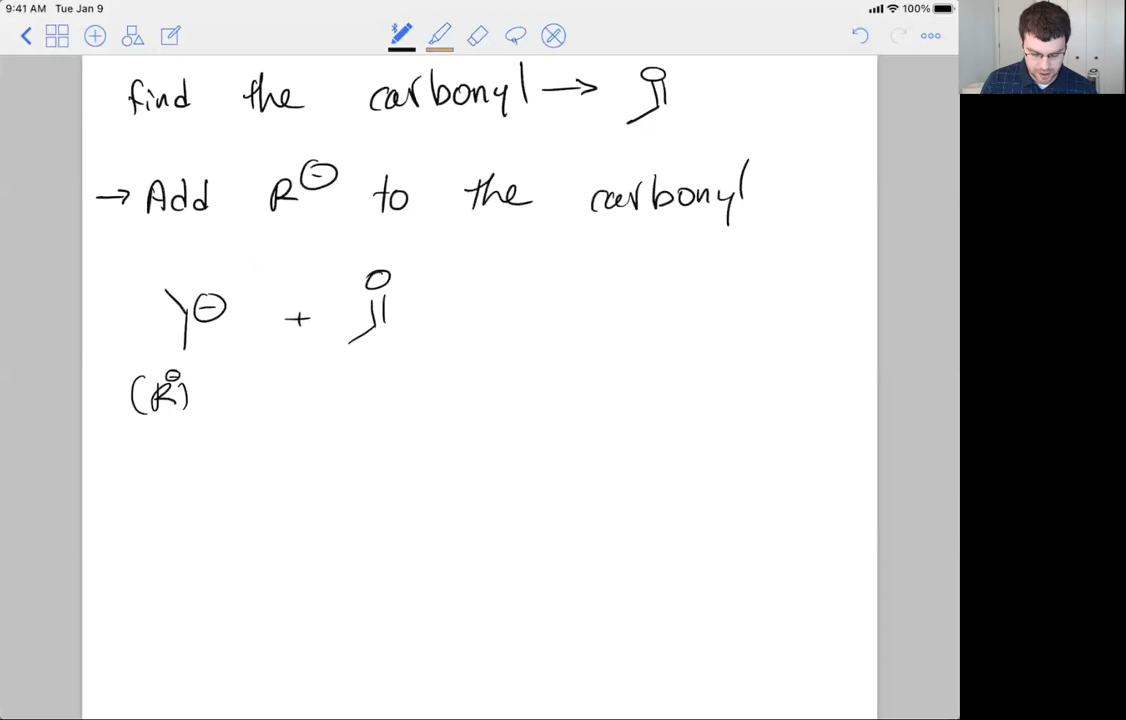 9:41 AM Tue Jan 9
100%
find the carbonyl → O
→ Add R⊖ to the carbonyl
⊖ + O
(R⊖)